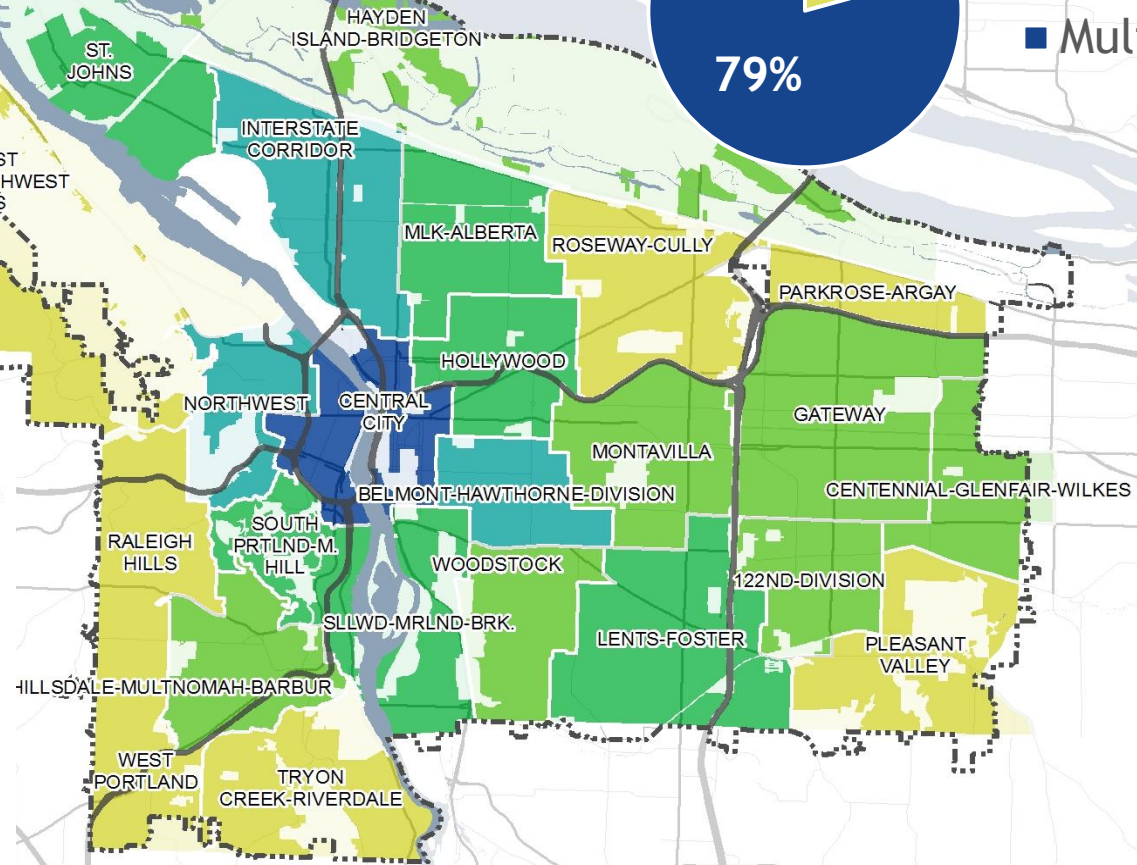 HAYDEN
ISLAND-BRIDGETON
ST.
JOHNS
79%
INTERSTATE
CORRIDOR
ST
HWEST
MLK-ALBERTA
ROSEWAY-CULLY
PARKROSE-ARGAY
HOLLYWOOD
NORTHWEST
CENTRAL
CITY
GATEWAY
MONTAVILLA
BELMONT-HAWTHORNE-DIVISION
CENTENNIAL-GLENFAIR-WILKES
SOUTH
PRTLND-M.
HILL
RALEIGH
HILLS
WOODSTOCK
122ND-DIVISION
SLLWD-MRLND-BRK.
LENTS-FOSTER
PLEASANT
VALLEY
HILLSDALE-MULTNOMAH-BARBUR
WEST
PORTLAND
TRYON
CREEK-RIVERDALE